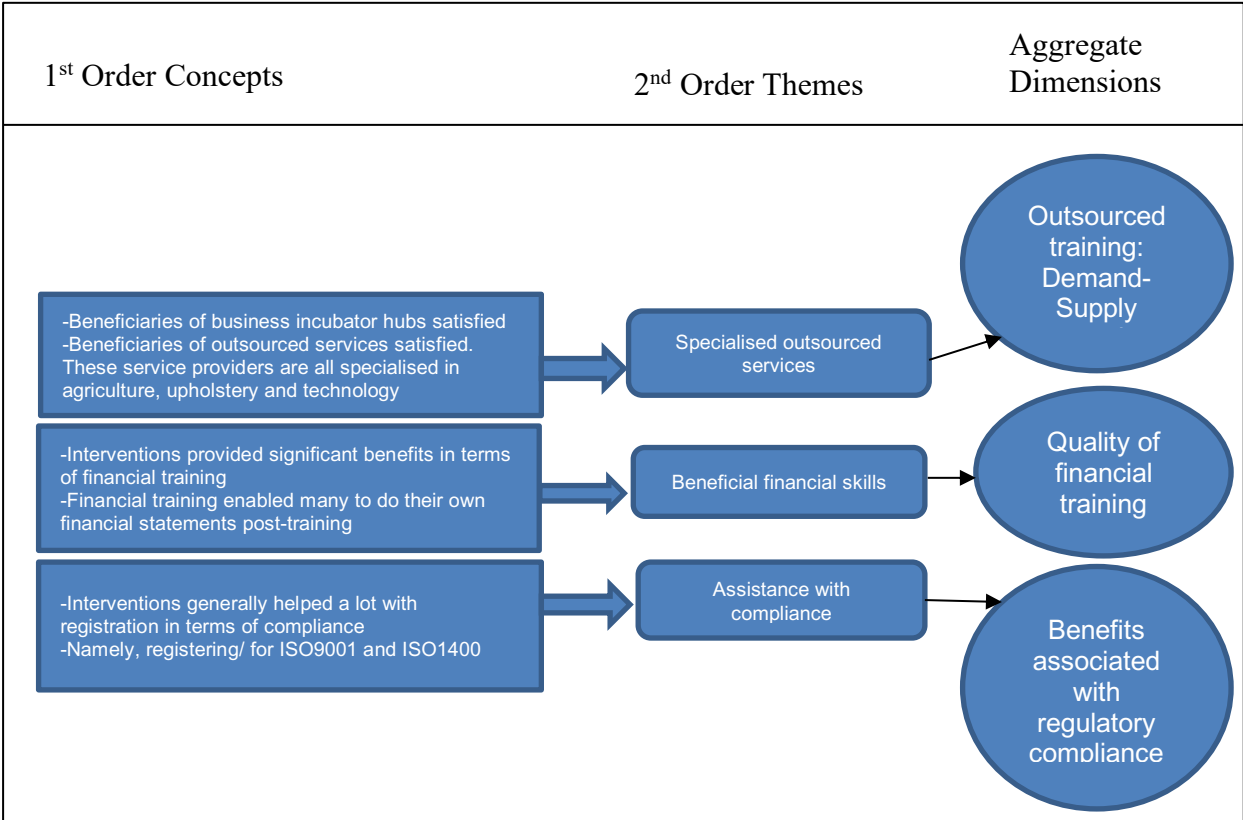 1st Order Concepts
2nd Order Themes
Aggregate
Dimensions
-Beneficiaries of business incubator hubs satisfied
-Beneficiaries of outsourced services satisfied.
These service providers are all specialised in
agriculture, upholstery and technology
Specialised outsourced
services
Outsourced
training:
Demand-
Supply
-Interventions provided significant benefits in terms
of financial training
-Financial training enabled many to do their own
financial statements post-training
Beneficial financial skills
Quality of
financial
training
-Interventions generally helped a lot with
registration in terms of compliance
-Namely, registering/ for ISO9001 and ISO1400
Assistance with
compliance
Benefits
associated
with
regulatory
compliance